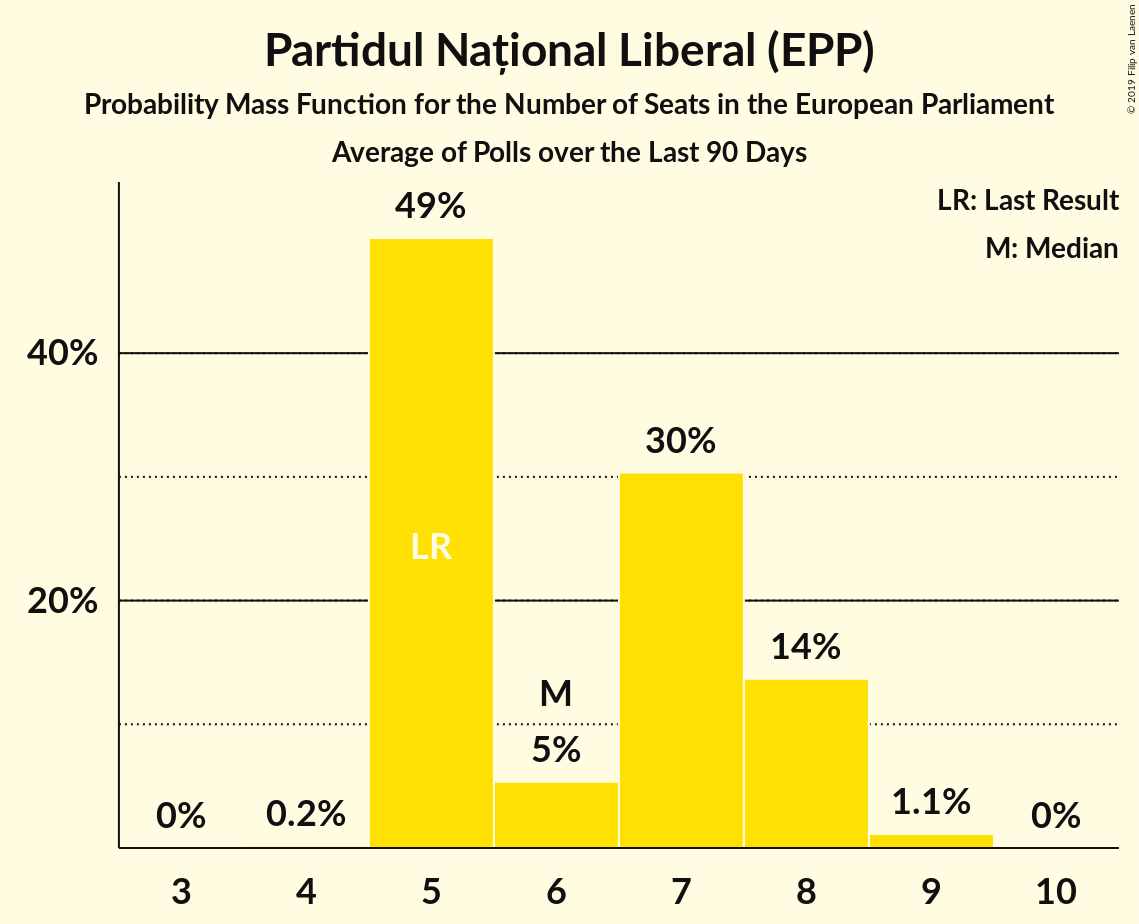 Partidul Național Liberal (EPP)
Probability Mass Function for the Number of Seats in the European Parliament
Average of Polls over the Last 90 Days
© 2019 Filip van Laenen
LR: Last Result
M: Median
49%
40%
30%
LR
20%
14%
M
5%
0%
0.2%
1.1%
0%
3 4 5 6 7 8 9 10